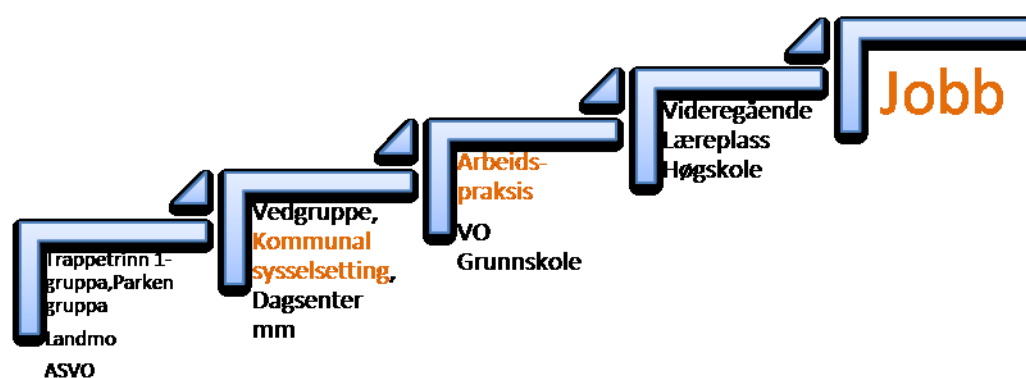 Trappetrinn 1-
gruppa,Parken
gruppa
Landmo
ASVO
Vedgruppe,
Kommunal
sysselsetting,
Dagsenter
mm
Arbeids-
praksis
VO
Grunnskole
Videregående
Læreplass
Høgskole
Jobb